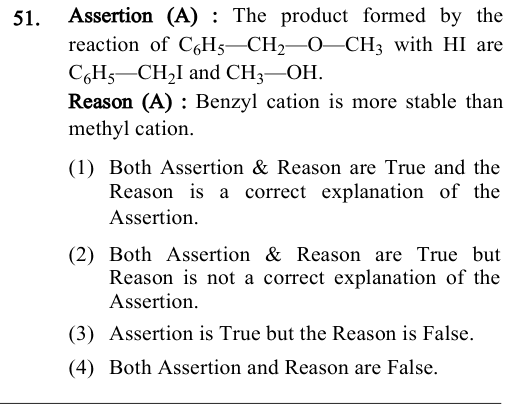 51. Assertion (A) : The product formed by the
reaction of C₆H₅—CH₂—O—CH₃ with HI are
C₆H₅—CH₂I and CH₃—OH.
Reason (A) : Benzyl cation is more stable than
methyl cation.
(1) Both Assertion & Reason are True and the
Reason is a correct explanation of the
Assertion.
(2) Both Assertion & Reason are True but
Reason is not a correct explanation of the
Assertion.
(3) Assertion is True but the Reason is False.
(4) Both Assertion and Reason are False.